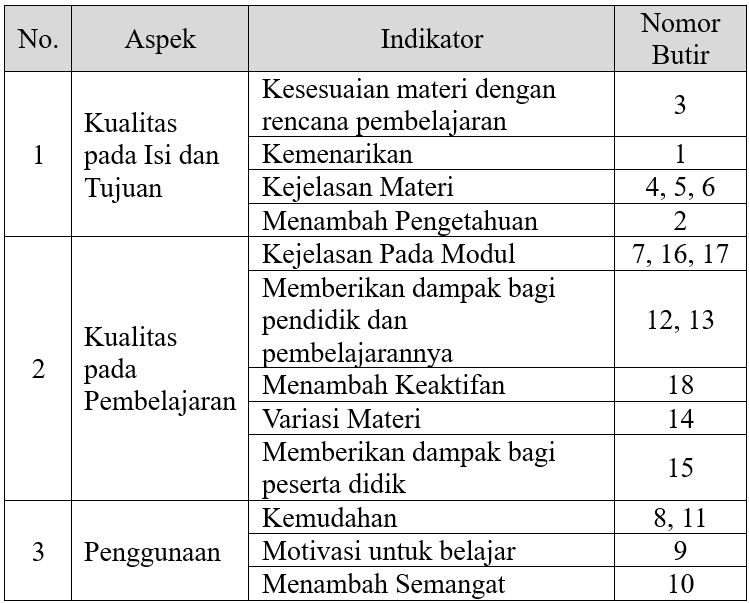 No. Aspek Indikator Nomor
Butir
1 Kualitas
pada Isi dan
Tujuan
Kesesuaian materi dengan
rencana pembelajaran 3
Kemenarikan 1
Kejelasan Materi 4, 5, 6
Menambah Pengetahuan 2
2 Kualitas
pada
Pembelajaran
Kejelasan Pada Modul 7, 16, 17
Memberikan dampak bagi
pendidik dan
pembelajarannya 12, 13
Menambah Keaktifan 18
Variasi Materi 14
Memberikan dampak bagi
peserta didik 15
3 Penggunaan
Kemudahan 8, 11
Motivasi untuk belajar 9
Menambah Semangat 10